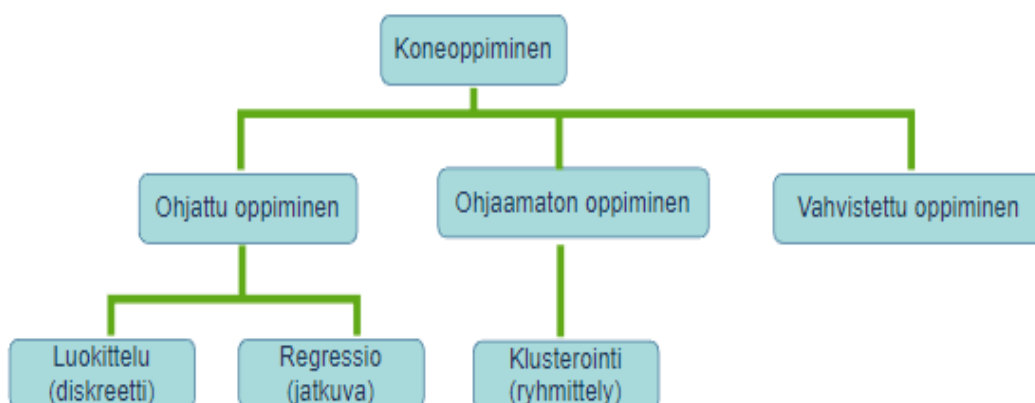 Koneoppiminen
Ohjattu oppiminen
Ohjaamaton oppiminen
Vahvistettu oppiminen
Luokittelu
(diskreetti)
Regressio
(jatkuva)
Klusterointi
(ryhmittely)